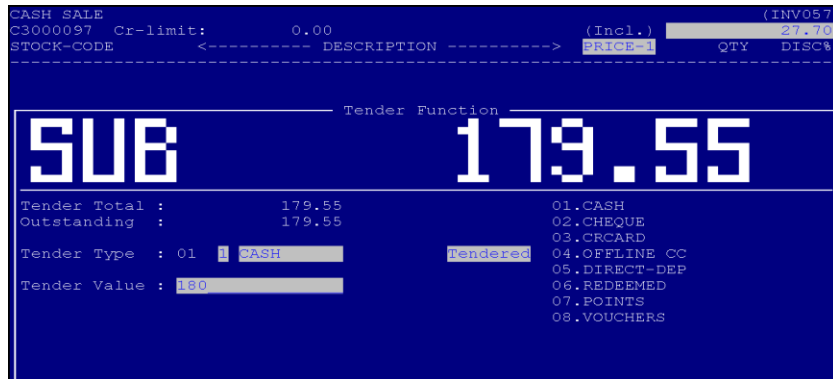 CASH SALE (INV057
C3000097 Cr-limit: 0.00 (Incl.) 27.70
STOCK-CODE <---------- DESCRIPTION ----------> PRICE-1 QTY DISC%
Tender Function
SUB 179.55
Tender Total : 179.55 01.CASH
Outstanding : 179.55 02.CHEQUE
03.CRCARD
Tender Type : 01 1 CASH Tendered 04.OFFLINE CC
05.DIRECT-DEP
Tender Value : 180 06.REDEEMED
07.POINTS
08.VOUCHERS